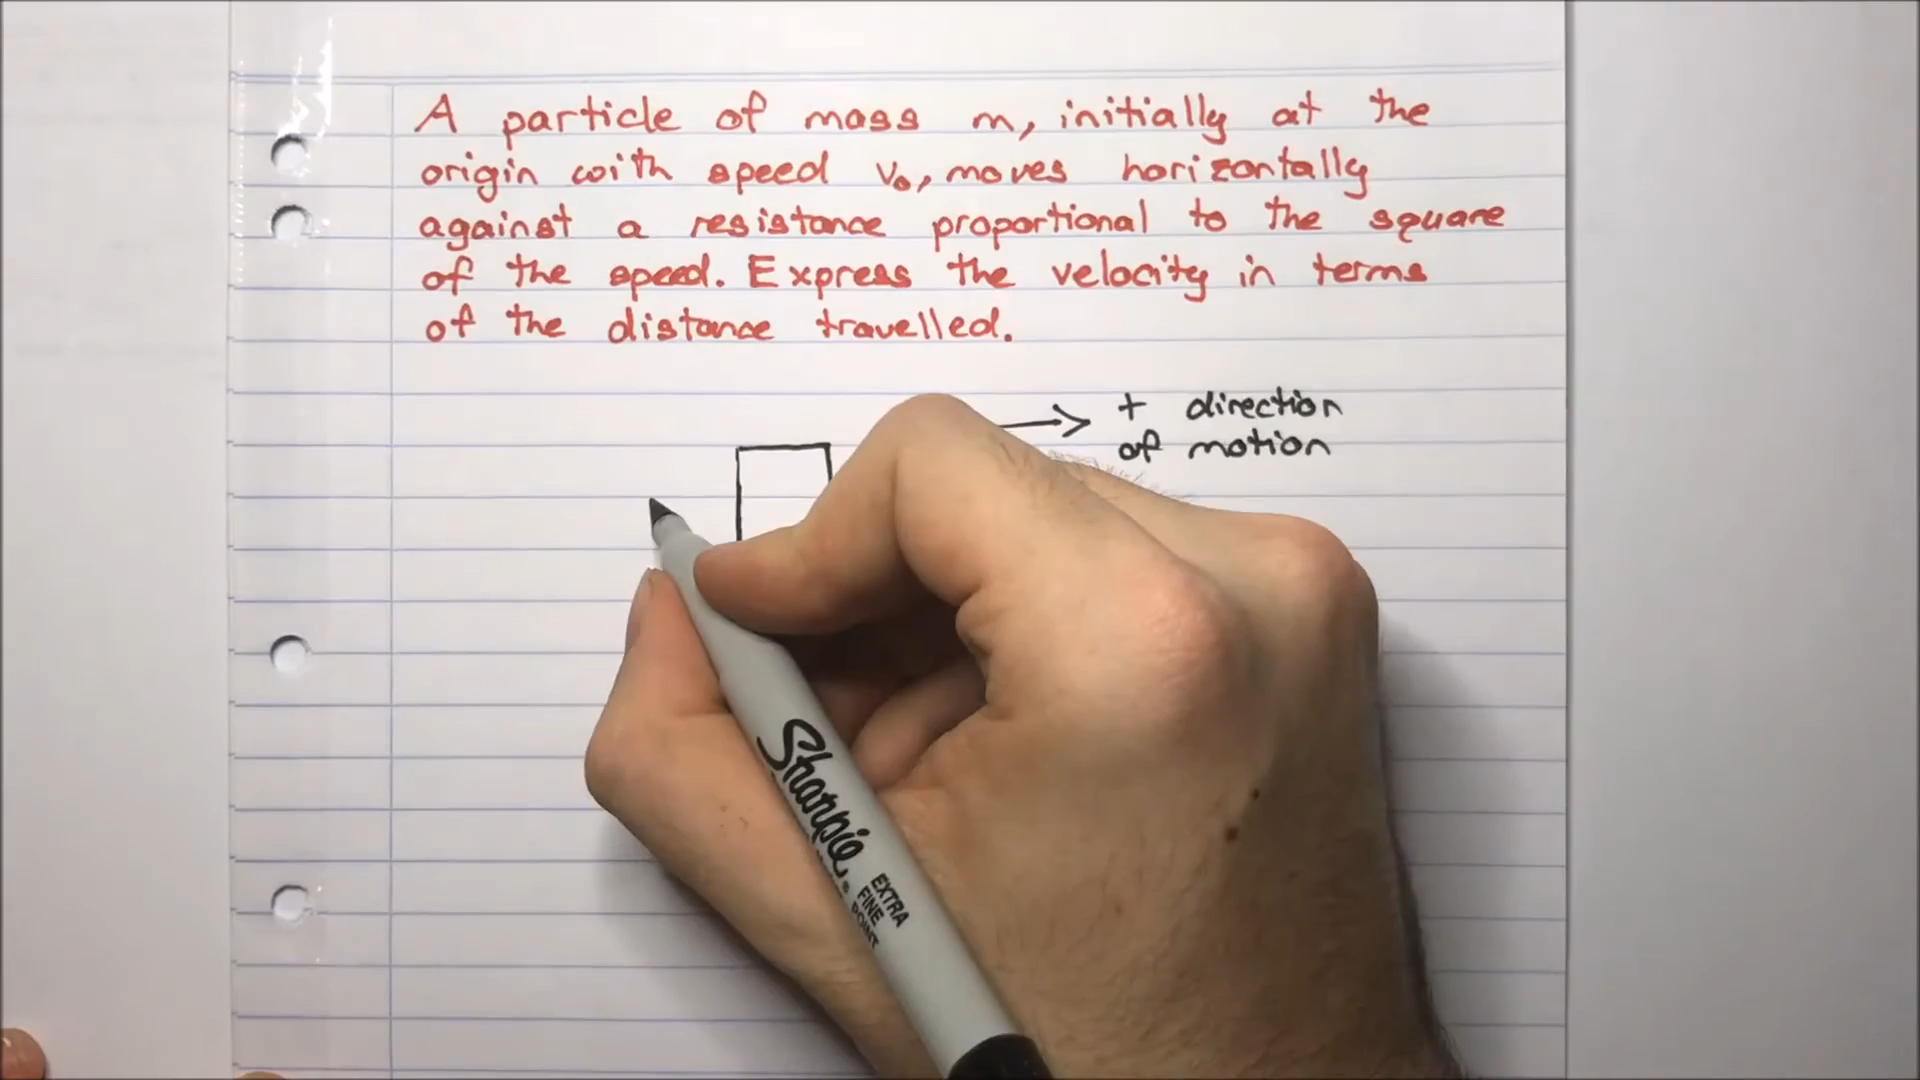 A particle of mass m, initially at the
origin with speed v₀, moves horizontally
against a resistance proportional to the square
of the speed. Express the velocity in terms
of the distance travelled.
+ direction
of motion
Sharpie®
EXTRA
FINE
POINT